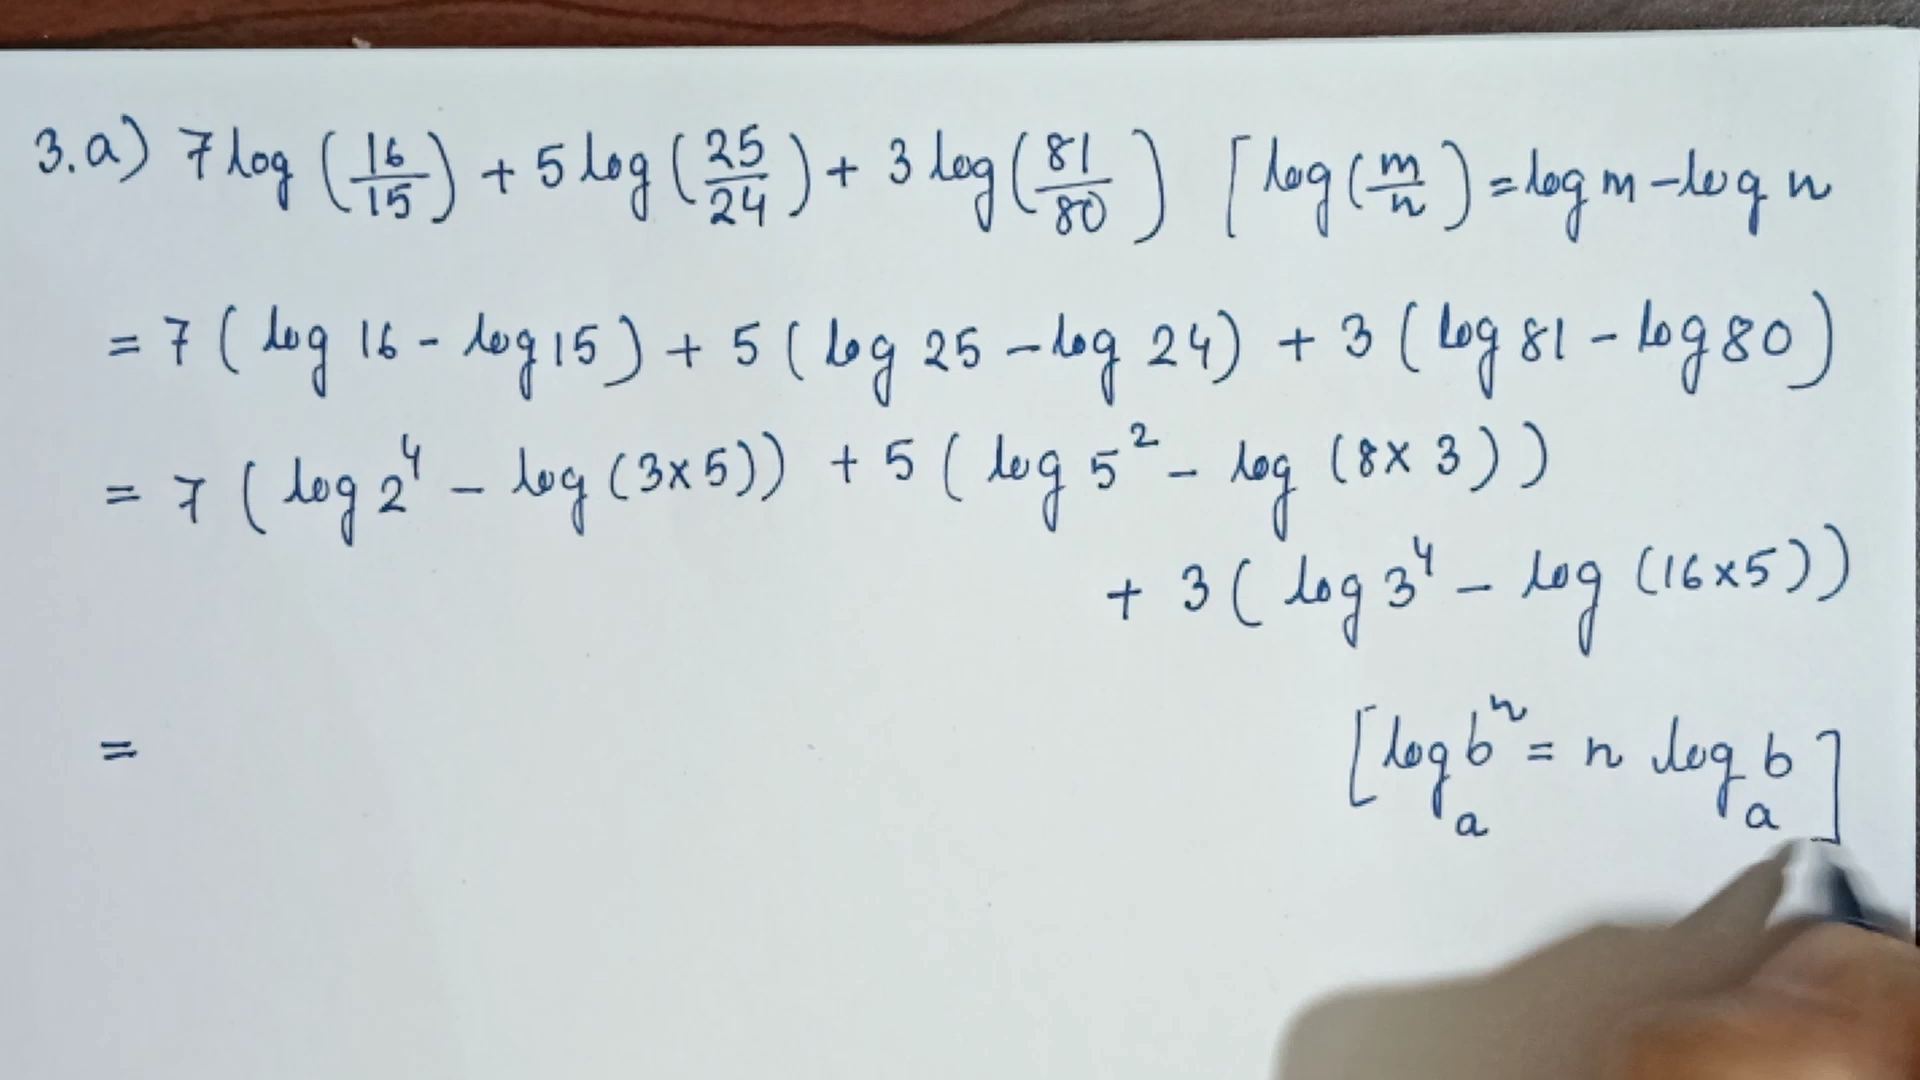 3.a) 7 log (16/15) + 5 log (25/24) + 3 log (81/80) [log (m/n) = log m - log n
= 7 ( log 16 - log 15 ) + 5 ( log 25 - log 24 ) + 3 ( log 81 - log 80 )
= 7 ( log 2⁴ - log (3×5)) + 5 ( log 5² - log (8×3))
+ 3 ( log 3⁴ - log (16×5))
= [logₐ bⁿ = n logₐ b]